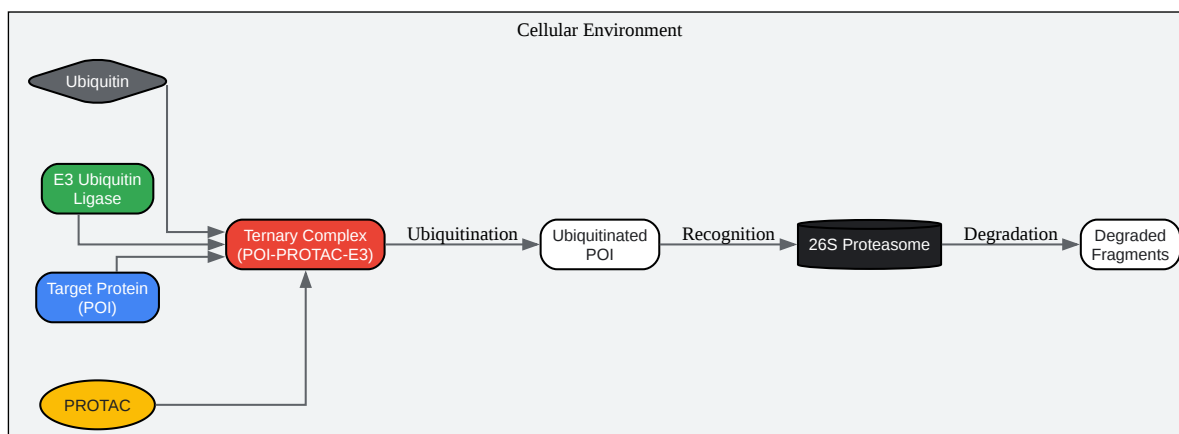 Cellular Environment
Ubiquitin
E3 Ubiquitin
Ligase
Target Protein
(POI)
PROTAC
Ternary Complex
(POI-PROTAC-E3)
Ubiquitination
Ubiquitinated
POI
Recognition
26S Proteasome
Degradation
Degraded
Fragments